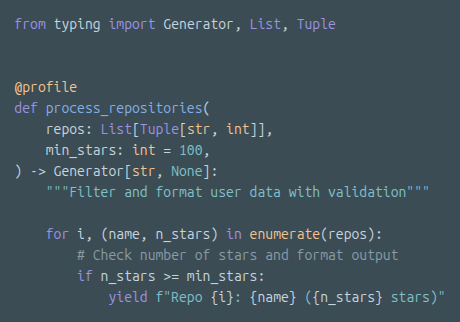 from typing import Generator, List, Tuple
@profile
def process_repositories(
    repos: List[Tuple[str, int]],
    min_stars: int = 100,
) -> Generator[str, None]:
    """Filter and format user data with validation"""
    for i, (name, n_stars) in enumerate(repos):
        # Check number of stars and format output
        if n_stars >= min_stars:
            yield f"Repo {i}: {name} ({n_stars} stars)"